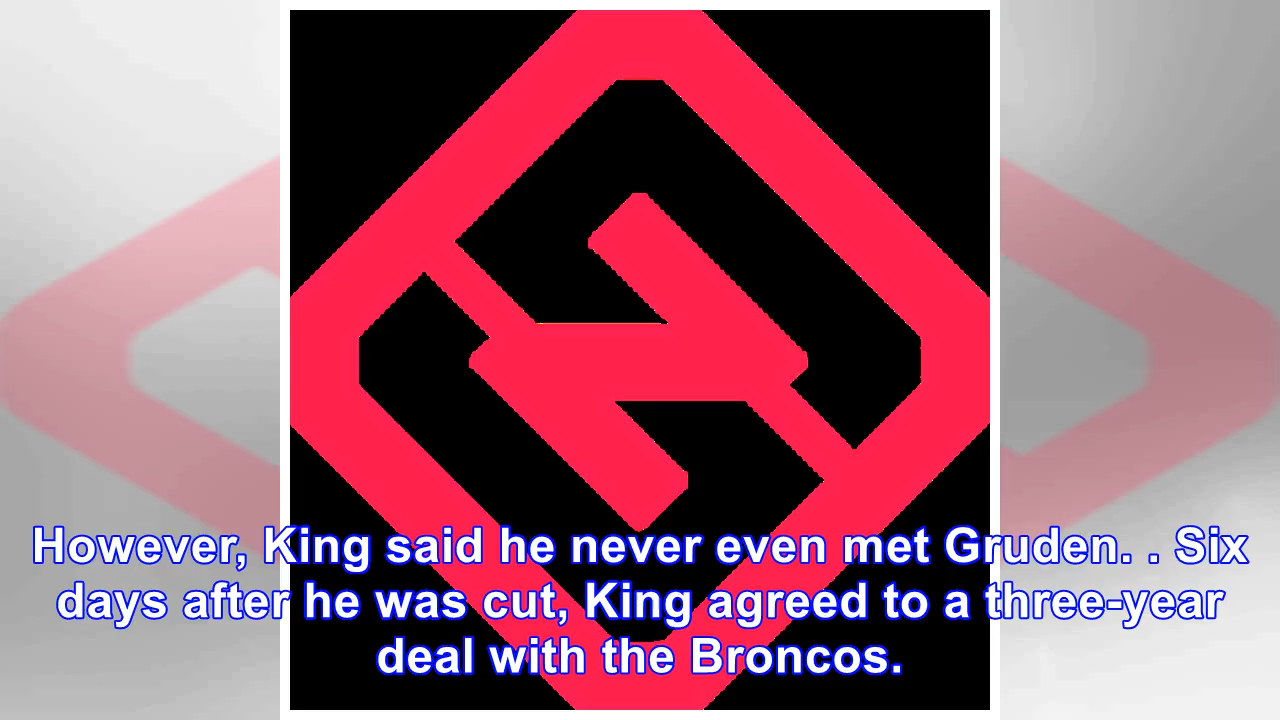 However, King said he never even met Gruden. . Six
days after he was cut, King agreed to a three-year
deal with the Broncos.